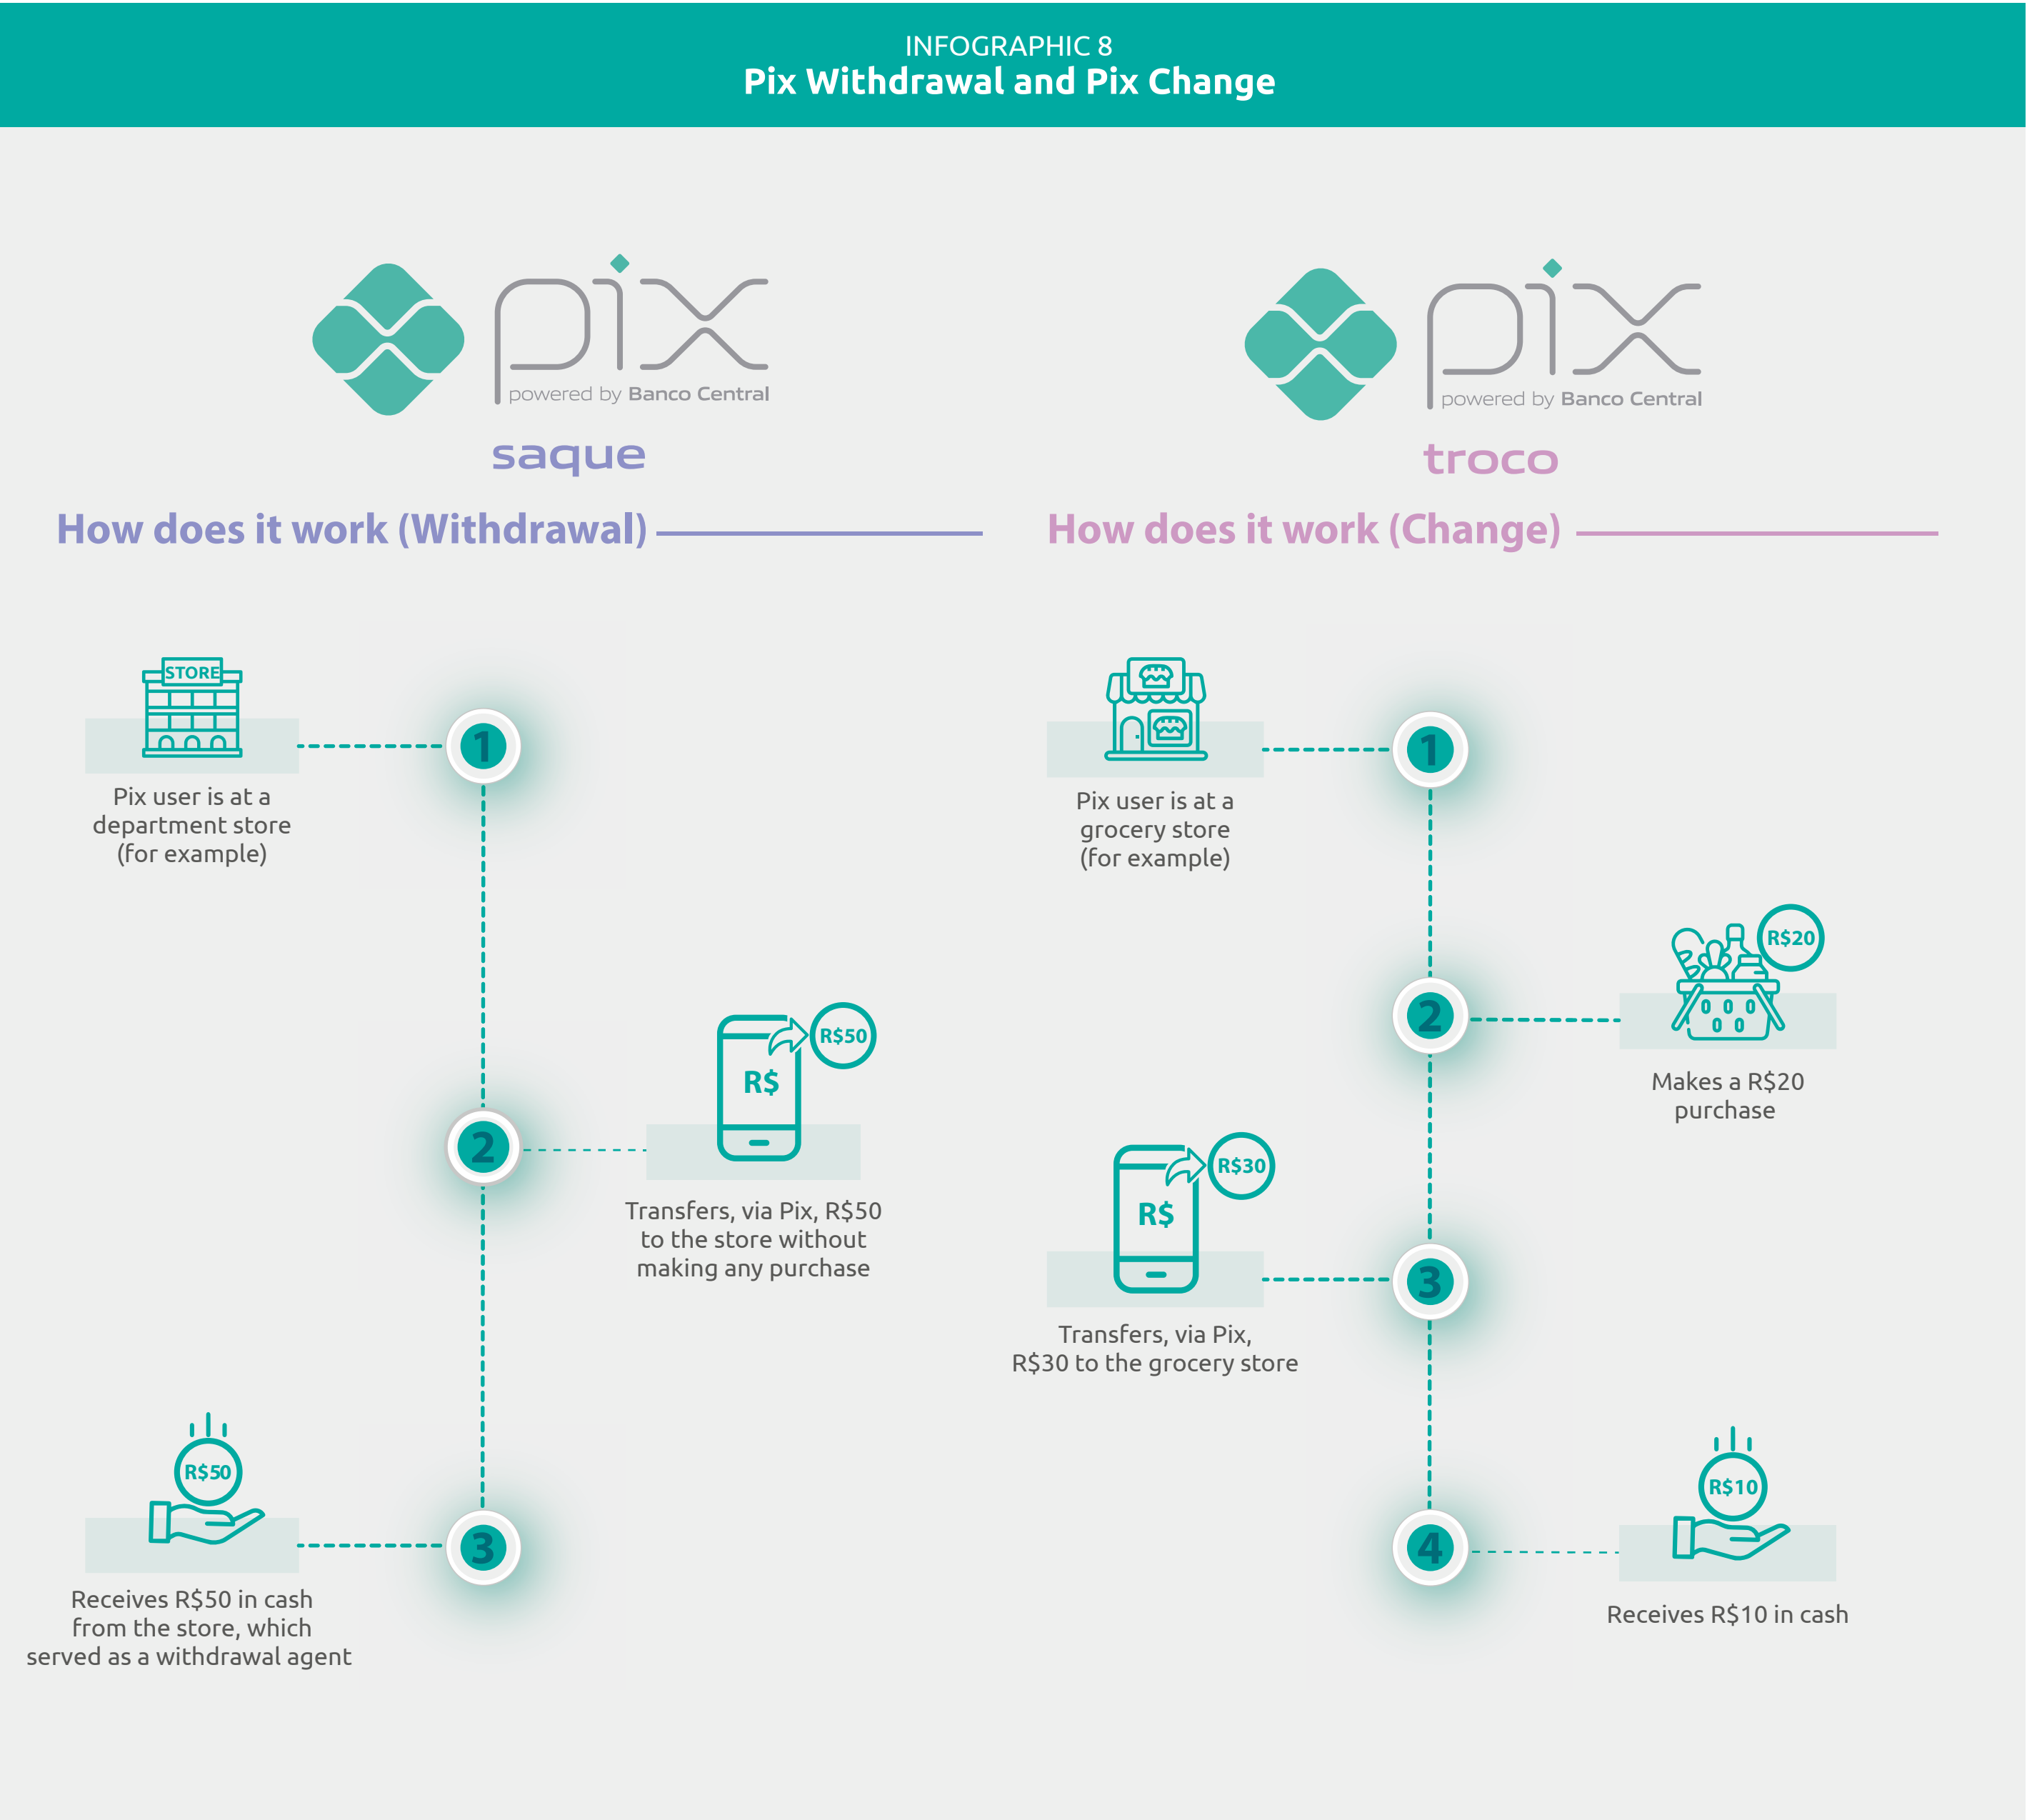 INFOGRAPHIC 8
Pix Withdrawal and Pix Change
pix
powered by Banco Central
saque
How does it work (Withdrawal)
STORE
1
Pix user is at a
department store
(for example)
R$50
R$
2
Transfers, via Pix, R$50
to the store without
making any purchase
R$50
3
Receives R$50 in cash
from the store, which
served as a withdrawal agent
pix
powered by Banco Central
troco
How does it work (Change)
1
Pix user is at a
grocery store
(for example)
R$20
2
Makes a R$20
purchase
R$30
R$
3
Transfers, via Pix,
R$30 to the grocery store
R$10
4
Receives R$10 in cash